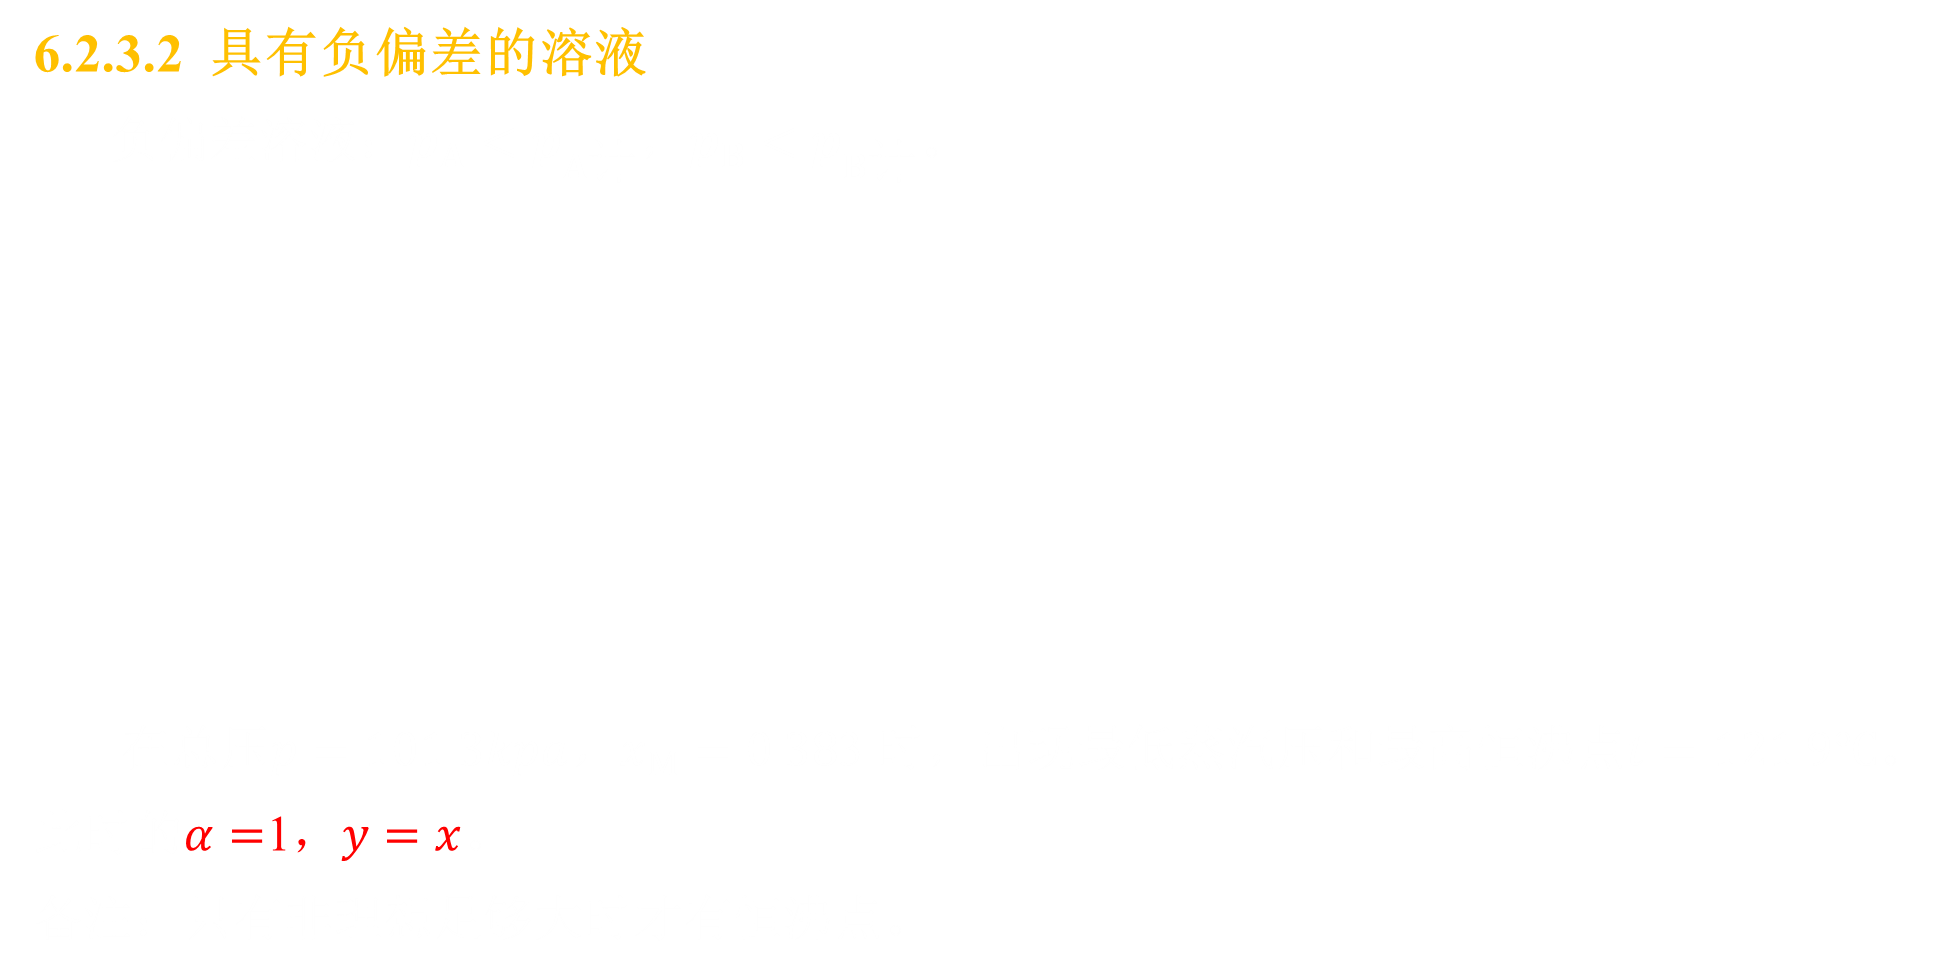 6.2.3.2 具有负偏差的溶液
α =1，y = x